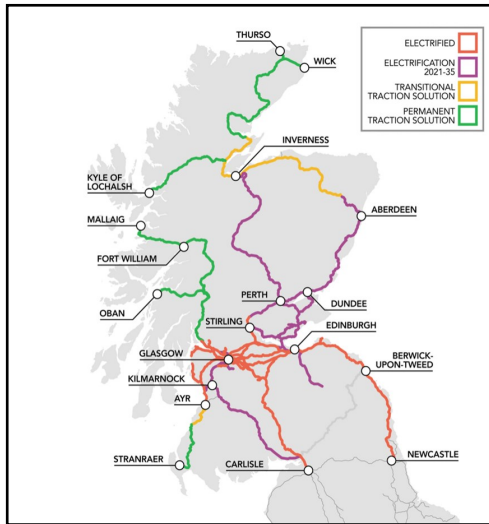 THURSO
WICK
ELECTRIFIED
ELECTRIFICATION
2021-35
TRANSITIONAL
TRACTION SOLUTION
PERMANENT
TRACTION SOLUTION
INVERNESS
KYLE OF
LOCHALSH
ABERDEEN
MALLAIG
FORT WILLIAM
PERTH
DUNDEE
OBAN
STIRLING
EDINBURGH
GLASGOW
BERWICK-
UPON-TWEED
KILMARNOCK
AYR
STRANRAER
CARLISLE
NEWCASTLE